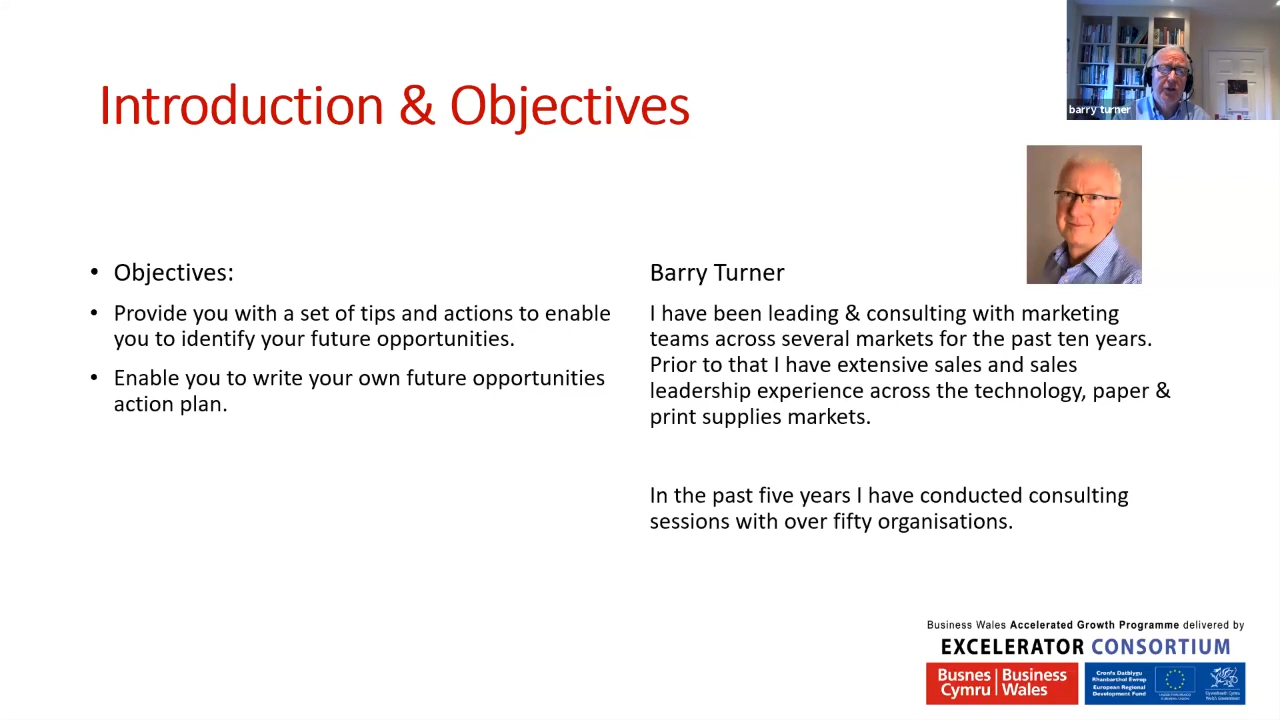 Introduction & Objectives
barry turner
• Objectives:
• Provide you with a set of tips and actions to enable
you to identify your future opportunities.
• Enable you to write your own future opportunities
action plan.
Barry Turner
I have been leading & consulting with marketing
teams across several markets for the past ten years.
Prior to that I have extensive sales and sales
leadership experience across the technology, paper &
print supplies markets.
In the past five years I have conducted consulting
sessions with over fifty organisations.
Business Wales Accelerated Growth Programme delivered by
EXCELERATOR CONSORTIUM
Busnes
Cymru
Business
Wales
Cronfa Datblygu
Rhanbarthol Ewrop
European Regional
Development Fund
Llywodraeth Cymru
Welsh Government